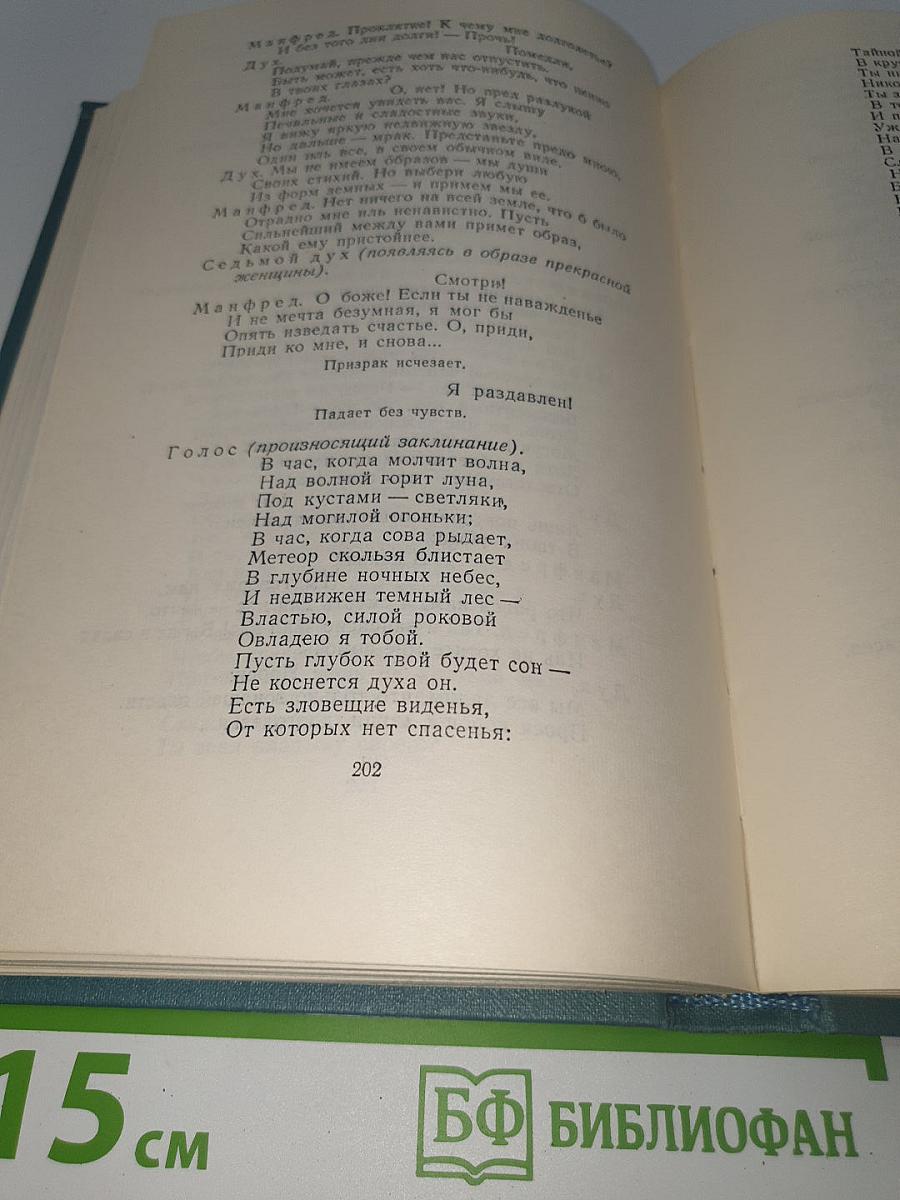 Манфред. Проклятие! К чему мне долголетье?
И без того дни долги! — Прочь!
Дух. Помедли,
Подумай, прежде чем нас отпустить.
Быть может, есть хоть что-нибудь, что ценно
В твоих глазах?
Манфред. О, нет! Но пред разлукой
Мне хочется увидеть вас. Я слышу
Печальные и сладостные звуки,
Я вижу яркую недвижную звезду,
Но дальше — мрак. Предстаньте предо мною,
Один иль все, в своем обычном виде.
Дух. Мы не имеем образов — мы души
Своих стихий. Но выбери любую
Из форм земных — и примем мы ее.
Манфред. Нет ничего на всей земле, что б было
Отрадно мне иль ненавистно. Пусть
Сильнейший между вами примет образ,
Какой ему пристойнее.
Седьмой дух (появляясь в образе прекрасной
женщины).
Смотри!
Манфред. О боже! Если ты не наважденье
И не мечта безумная, я мог бы
Опять изведать счастье. О, приди,
Приди ко мне, и снова...
Призрак исчезает.
Я раздавлен!
Падает без чувств.
Голос (произносящий заклинание).
В час, когда молчит волна,
Над волной горит луна,
Под кустами — светляки,
Над могилой огоньки;
В час, когда сова рыдает,
Метеор скользя блистает
В глубине ночных небес,
И недвижен темный лес —
Властью, силой роковой
Овладею я тобой.
Пусть глубок твой будет сон —
Не коснется духа он.
Есть зловещие виденья,
От которых нет спасенья:
202
Тайной
В кру
Ты ни
Нико
Ты з
В т
И п
Уж
На
В
15 см
БФ БИБЛИОФАН